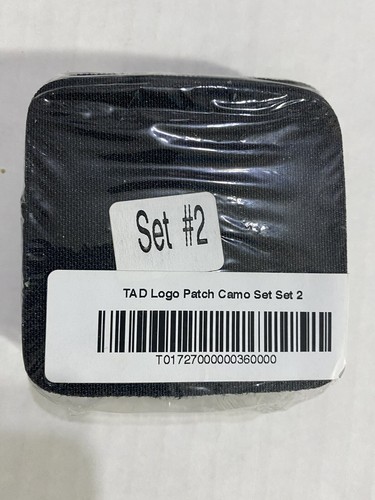 Set #2
TAD Logo Patch Camo Set Set 2
T01727000000360000